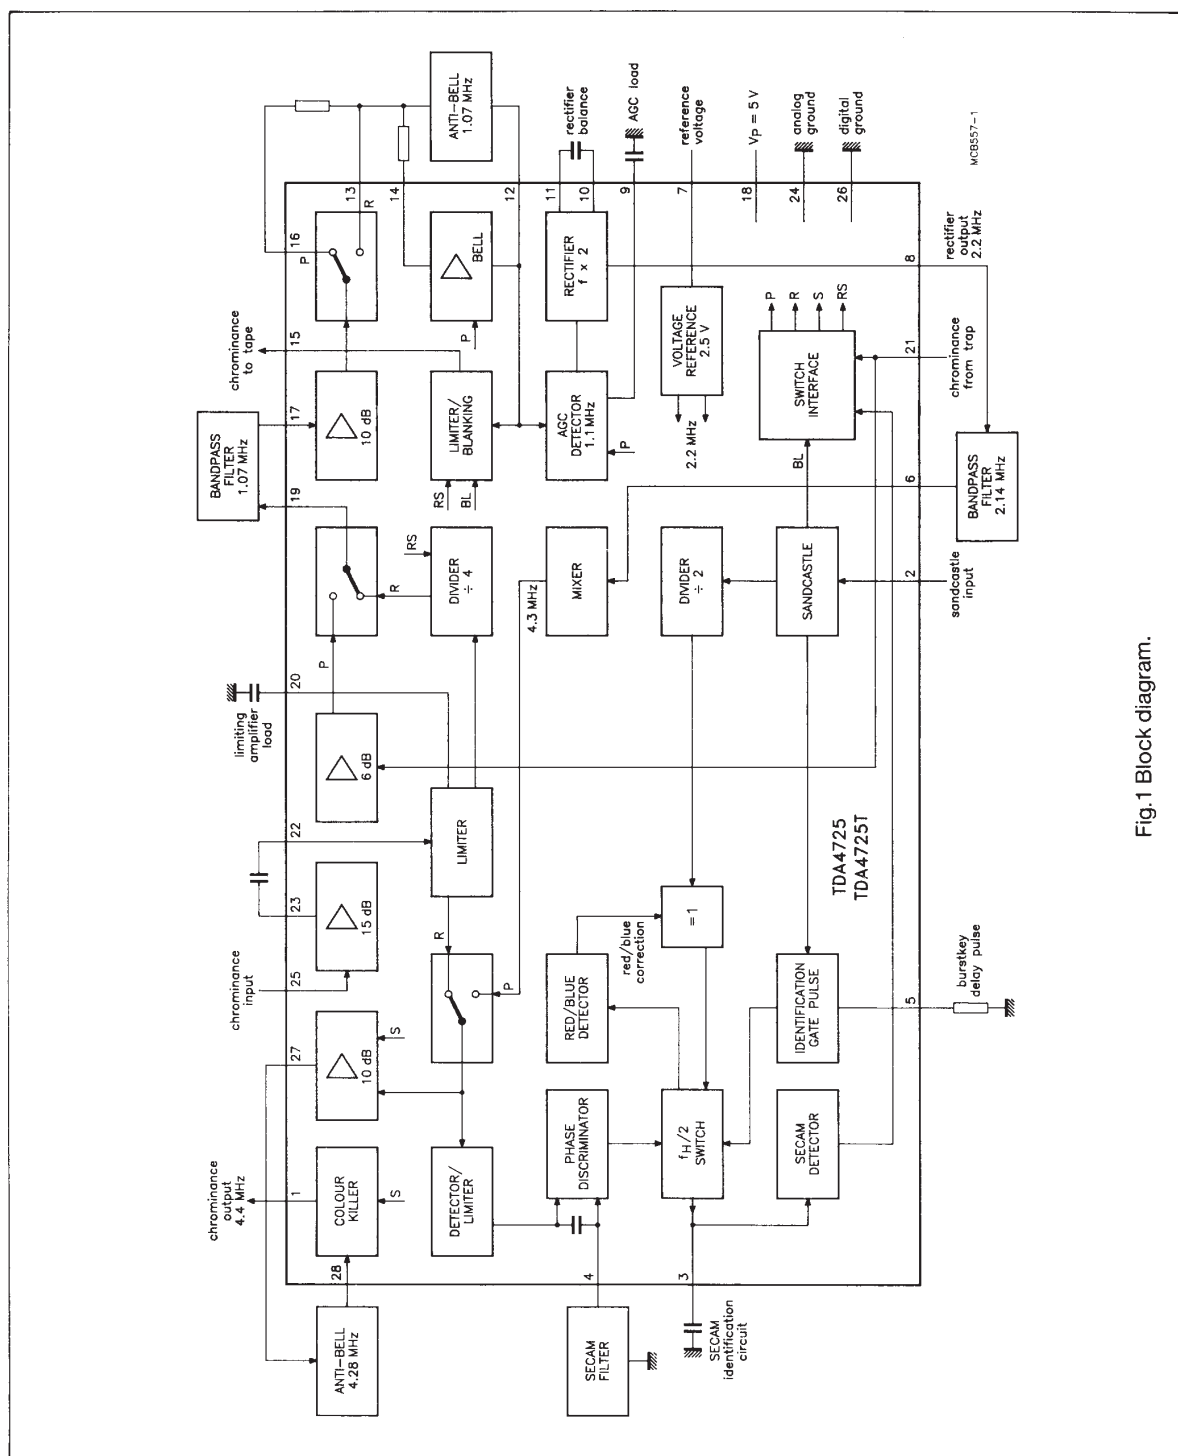 ANTI-BELL
4.28 MHz
SECAM
FILTER
SECAM
identification
circuit
chrominance
output
4.4 MHz
1
27
28
4
3
COLOUR
KILLER
S
DETECTOR/
LIMITER
PHASE
DISCRIMINATOR
fH/2
SWITCH
SECAM
DETECTOR
10 dB
S
P
R
RED/BLUE
DETECTOR
red/blue
correction
= 1
IDENTIFICATION
GATE PULSE
5
burstkey
delay pulse
chrominance
input
25
23
22
15 dB
LIMITER
TDA4725
TDA4725T
limiting
amplifier
load
20
6 dB
P
R
4.3 MHz
DIVIDER
÷ 4
RS
MIXER
DIVIDER
÷ 2
SANDCASTLE
2
sandcastle
input
BANDPASS
FILTER
1.07 MHz
19
17
10 dB
RS
BL
LIMITER/
BLANKING
AGC
DETECTOR
1.1 MHz
P
2.2 MHz
VOLTAGE
REFERENCE
2.5 V
BL
SWITCH
INTERFACE
P
R
S
RS
6
BANDPASS
FILTER
2.14 MHz
21
chrominance
from trap
8
rectifier
output
2.2 MHz
chrominance
to tape
15
16
P
R
13
14
12
P
BELL
RECTIFIER
f x 2
11
10
9
7
18
24
26
ANTI-BELL
1.07 MHz
rectifier
balance
AGC load
reference
voltage
VP = 5 V
analog
ground
digital
ground
MCB557-1
Fig.1 Block diagram.